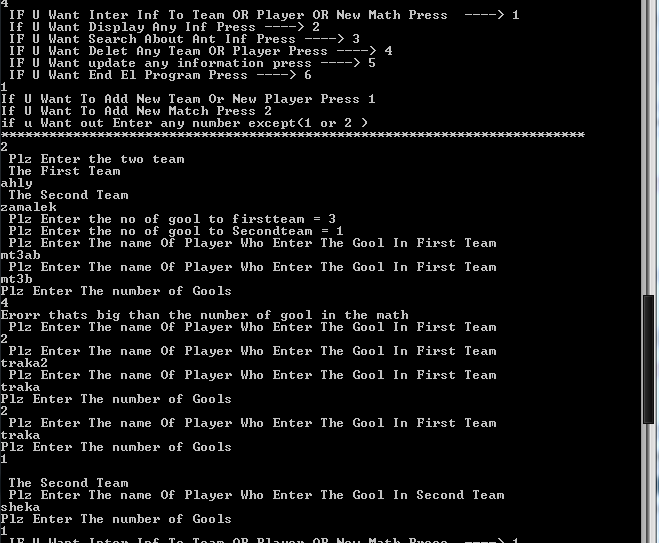 4
IF U Want Inter Inf To Team OR Player OR New Math Press ----> 1
If U Want Display Any Inf Press ----> 2
IF U Want Search About Ant Inf Press ----> 3
IF U Want Delet Any Team OR Player Press ----> 4
IF U Want update any information press ----> 5
IF U Want End El Program Press ----> 6
1
If U Want To Add New Team Or New Player Press 1
If U Want To Add New Match Press 2
if u Want out Enter any number except(1 or 2 )
*************************************************************************
2
Plz Enter the two team
The First Team
ahly
The Second Team
zamalek
Plz Enter the no of gool to firstteam = 3
Plz Enter the no of gool to Secondteam = 1
Plz Enter The name Of Player Who Enter The Gool In First Team
mt3ab
Plz Enter The name Of Player Who Enter The Gool In First Team
mt3b
Plz Enter The number of Gools
4
Erorr thats big than the number of gool in the math
Plz Enter The name Of Player Who Enter The Gool In First Team
2
Plz Enter The name Of Player Who Enter The Gool In First Team
traka2
Plz Enter The name Of Player Who Enter The Gool In First Team
traka
Plz Enter The number of Gools
2
Plz Enter The name Of Player Who Enter The Gool In First Team
traka
Plz Enter The number of Gools
1
The Second Team
Plz Enter The name Of Player Who Enter The Gool In Second Team
sheka
Plz Enter The number of Gools
1
IF U Want Inter Inf To Team OR Player OR New Math Press ----> 1